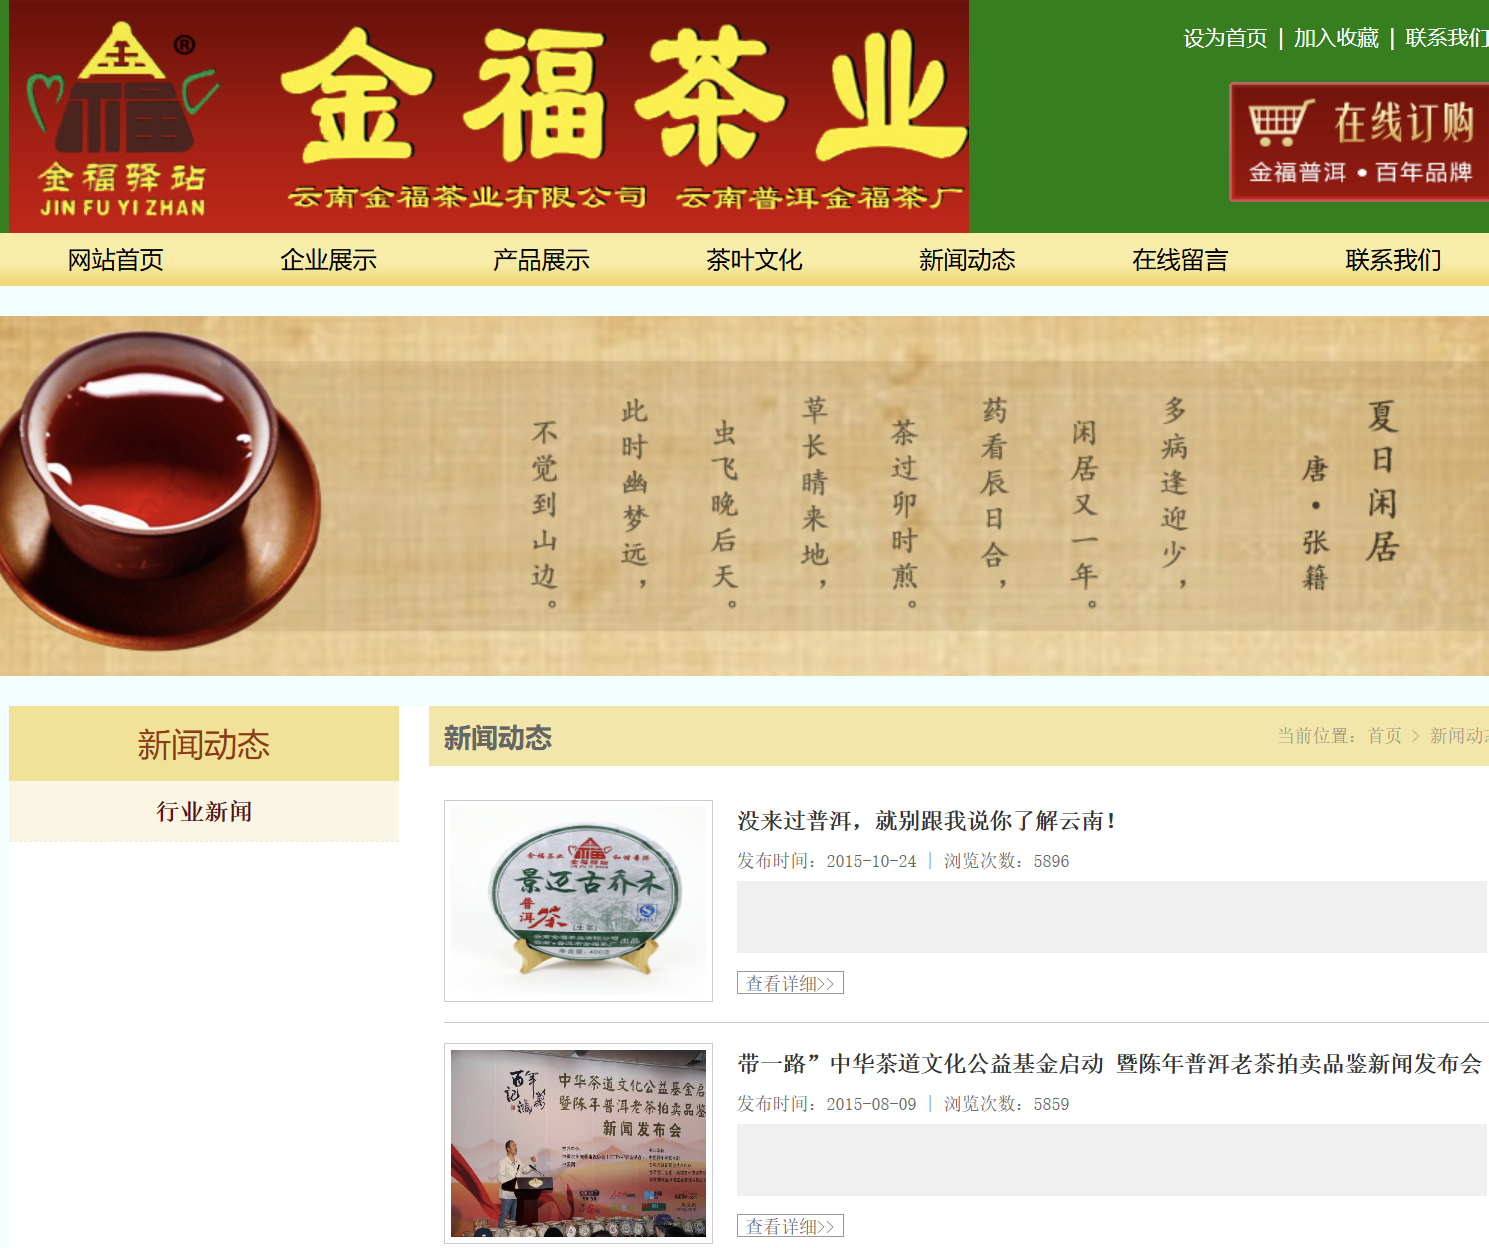 金
福
®
金福驿站
JIN FU YI ZHAN
金福茶业
云南金福茶业有限公司 云南普洱金福茶厂
设为首页 | 加入收藏 | 联系我们
在线订购
金福普洱•百年品牌
网站首页 企业展示 产品展示 茶叶文化 新闻动态 在线留言 联系我们
夏日闲居
唐•张籍
多病逢迎少，
闲居又一年。
药看辰日合，
茶过卯时煎。
草长晴来地，
虫飞晚后天。
此时幽梦远，
不觉到山边。
新闻动态
行业新闻
新闻动态
当前位置：首页 > 新闻动态
没来过普洱，就别跟我说你了解云南！
发布时间：2015-10-24 | 浏览次数：5896
金福茶业 福 和赞普洱
景迈古乔木
普洱茶
查看详细>>
带一路”中华茶道文化公益基金启动 暨陈年普洱老茶拍卖品鉴新闻发布会
发布时间：2015-08-09 | 浏览次数：5859
中华茶道文化公益基金启
暨陈年普洱老茶拍卖品鉴
新闻发布会
查看详细>>